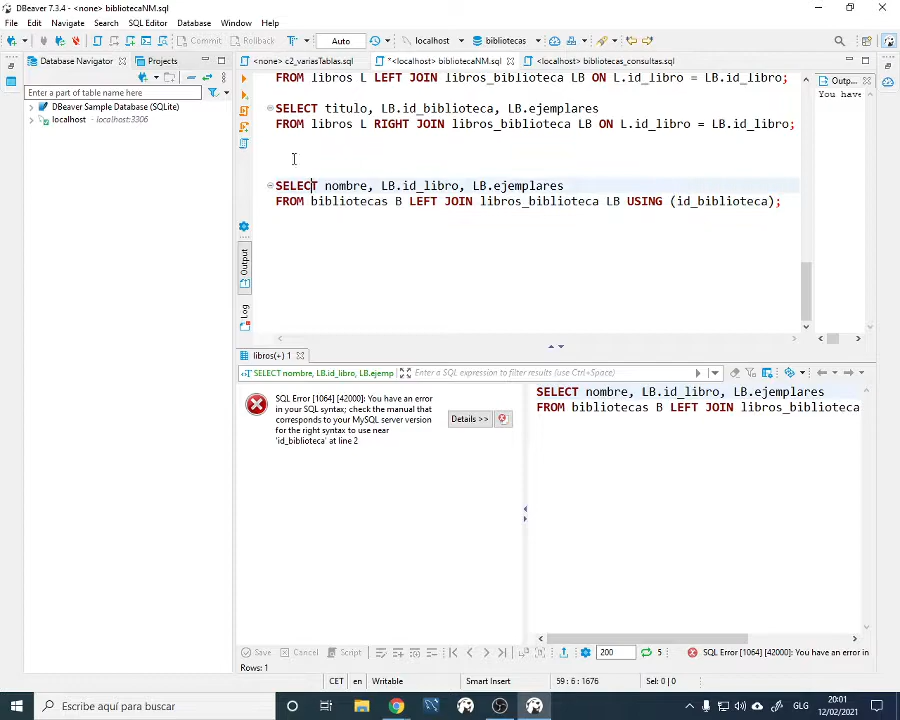 DBeaver 7.3.4 - <none> bibliotecaNM.sql
File Edit Navigate Search SQL Editor Database Window Help
Commit Rollback Auto localhost bibliotecas
Database Navigator Projects
<none> c2_variasTablas.sql *<localhost> bibliotecaNM.sql <localhost> bibliotecas_consultas.sql
Enter a part of table name here
DBeaver Sample Database (SQLite)
localhost - localhost:3306
FROM libros L LEFT JOIN libros_biblioteca LB ON L.id_libro = LB.id_libro;
SELECT titulo, LB.id_biblioteca, LB.ejemplares
FROM libros L RIGHT JOIN libros_biblioteca LB ON L.id_libro = LB.id_libro;
SELECT nombre, LB.id_libro, LB.ejemplares
FROM bibliotecas B LEFT JOIN libros_biblioteca LB USING (id_biblioteca);
Outp...
You have
Output
Log
libros(+) 1
SELECT nombre, LB.id_libro, LB.ejemp
Enter a SQL expression to filter results (use Ctrl+Space)
SQL Error [1064] [42000]: You have an error
in your SQL syntax; check the manual that
corresponds to your MySQL server version
for the right syntax to use near
'id_biblioteca' at line 2
Details >>
SELECT nombre, LB.id_libro, LB.ejemplares
FROM bibliotecas B LEFT JOIN libros_biblioteca
Save Cancel Script 200 5 SQL Error [1064] [42000]: You have an error in
Rows: 1
CET en Writable Smart Insert 59 : 6 : 1676 Sel: 0 | 0
Escribe aquí para buscar
GLG
20:01
12/02/2021